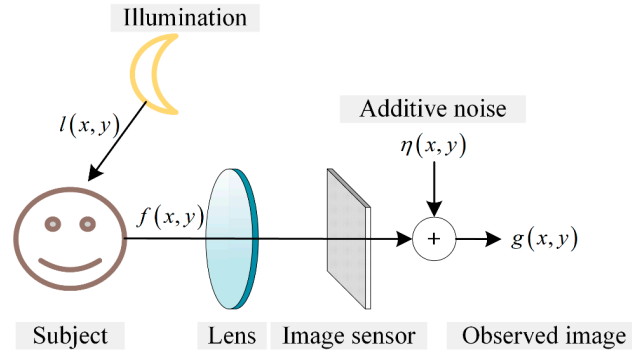 Illumination
l(x, y)
Additive noise
η(x, y)
f(x, y)
+
g(x, y)
Subject
Lens
Image sensor
Observed image